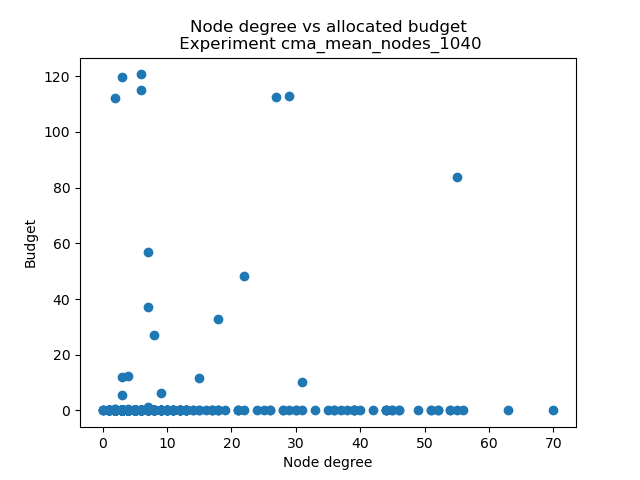 Node degree vs allocated budget
Experiment cma_mean_nodes_1040
120
100
80
60
40
20
0
Budget
0 10 20 30 40 50 60 70
Node degree